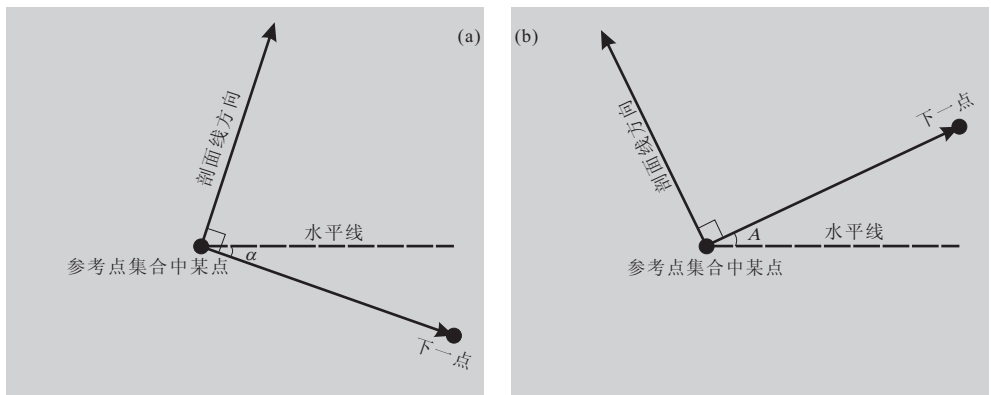 (a)
剖面线方向
水平线
α
参考点集合中某点
下一点
(b)
剖面线方向
下一点
A
水平线
参考点集合中某点